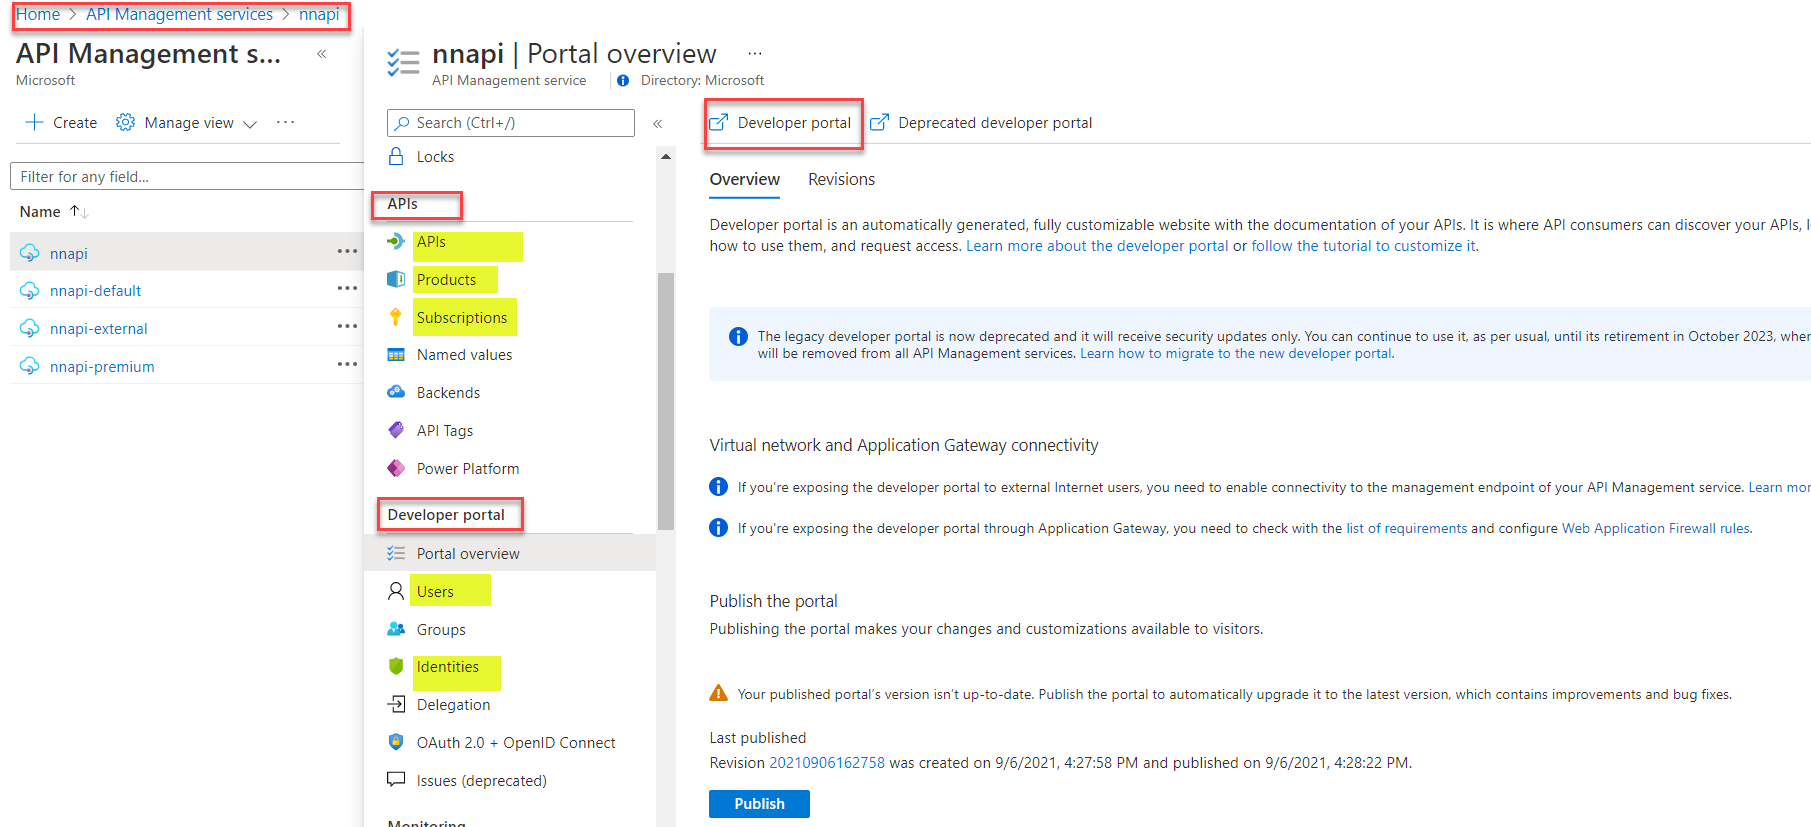 Home > API Management services > nnapi
API Management s... «
Microsoft
Create Manage view ...
Filter for any field...
Name ↑↓
nnapi ...
nnapi-default ...
nnapi-external ...
nnapi-premium ...
nnapi | Portal overview ...
API Management service Directory: Microsoft
Search (Ctrl+/) «
Locks
APIs
APIs
Products
Subscriptions
Named values
Backends
API Tags
Power Platform
Developer portal
Portal overview
Users
Groups
Identities
Delegation
OAuth 2.0 + OpenID Connect
Issues (deprecated)
Monitoring
Developer portal Deprecated developer portal
Overview Revisions
Developer portal is an automatically generated, fully customizable website with the documentation of your APIs. It is where API consumers can discover your APIs, l
how to use them, and request access. Learn more about the developer portal or follow the tutorial to customize it.
The legacy developer portal is now deprecated and it will receive security updates only. You can continue to use it, as per usual, until its retirement in October 2023, wher
will be removed from all API Management services. Learn how to migrate to the new developer portal.
Virtual network and Application Gateway connectivity
If you're exposing the developer portal to external Internet users, you need to enable connectivity to the management endpoint of your API Management service. Learn mor
If you're exposing the developer portal through Application Gateway, you need to check with the list of requirements and configure Web Application Firewall rules.
Publish the portal
Publishing the portal makes your changes and customizations available to visitors.
Your published portal's version isn't up-to-date. Publish the portal to automatically upgrade it to the latest version, which contains improvements and bug fixes.
Last published
Revision 20210906162758 was created on 9/6/2021, 4:27:58 PM and published on 9/6/2021, 4:28:22 PM.
Publish